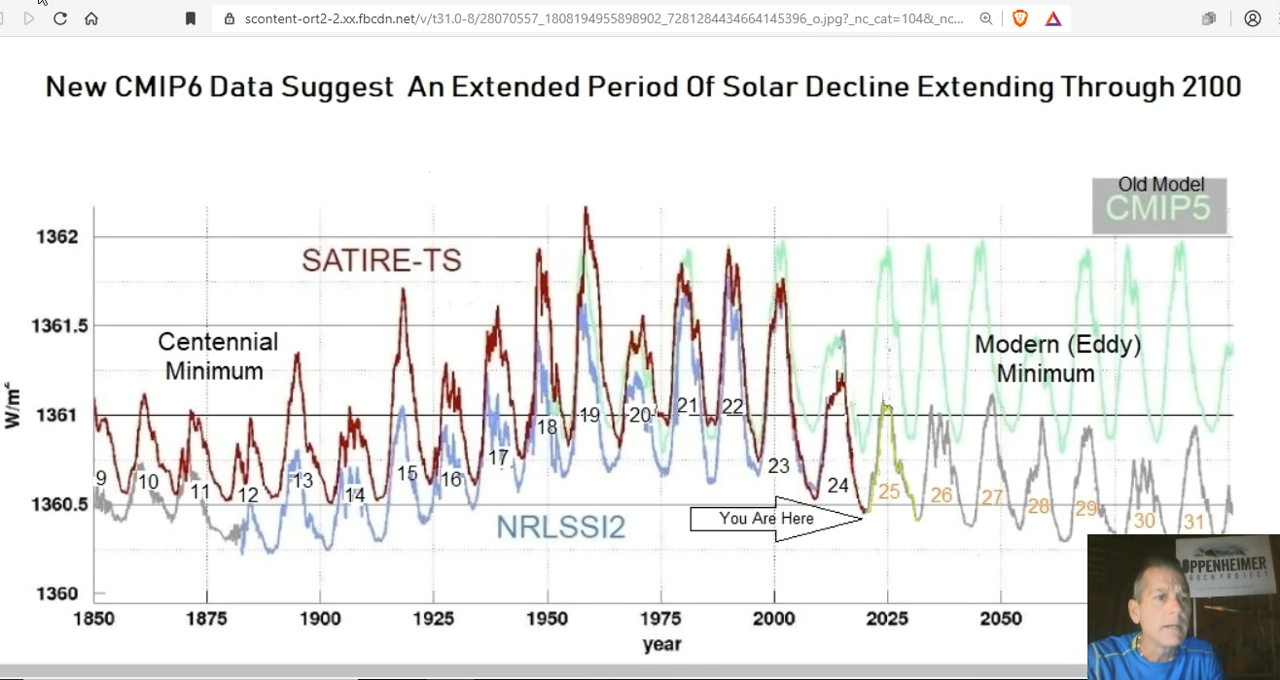 scontent-ort2-2.xx.fbcdn.net/v/t31.0-8/28070557_1808194955898902_7281284434664145396_o.jpg?_nc_cat=104&_nc...
New CMIP6 Data Suggest An Extended Period Of Solar Decline Extending Through 2100
Old Model
CMIP5
1362
SATIRE-TS
1361.5
Centennial
Minimum
Modern (Eddy)
Minimum
W/m²
1361
9 10 11 12 13 14 15 16 17 18 19 20 21 22 23 24 25 26 27 28 29 30 31
1360.5
You Are Here
NRLSSI2
1360
1850 1875 1900 1925 1950 1975 2000 2025 2050
year
OPPENHEIMER
RANCH PROJECT